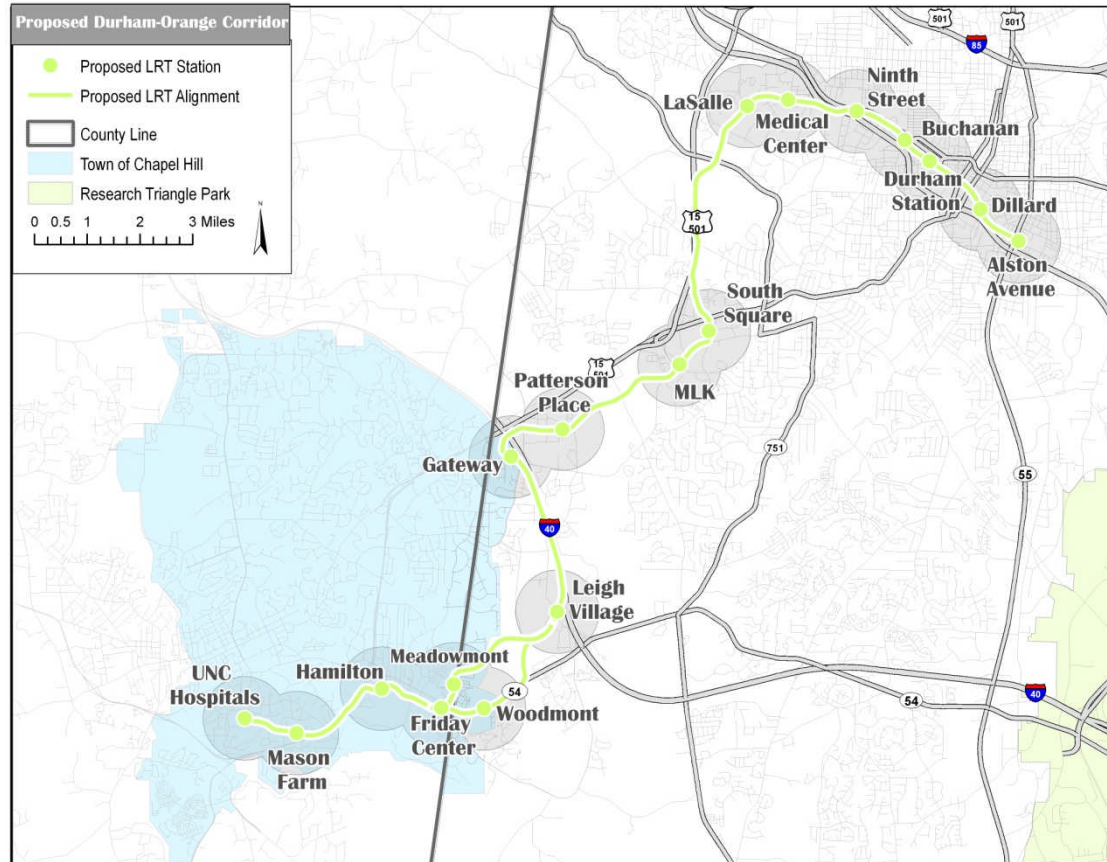 Proposed Durham-Orange Corridor
Proposed LRT Station
Proposed LRT Alignment
County Line
Town of Chapel Hill
Research Triangle Park
0 0.5 1 2 3 Miles
N
501
501
85
LaSalle
Medical
Center
Ninth
Street
Buchanan
Durham
Station
Dillard
Alston
Avenue
15
501
South
Square
15
501
Patterson
Place
MLK
Gateway
751
55
40
Leigh
Village
Meadowmont
Hamilton
UNC
Hospitals
54
Woodmont
Friday
Center
Mason
Farm
40
54